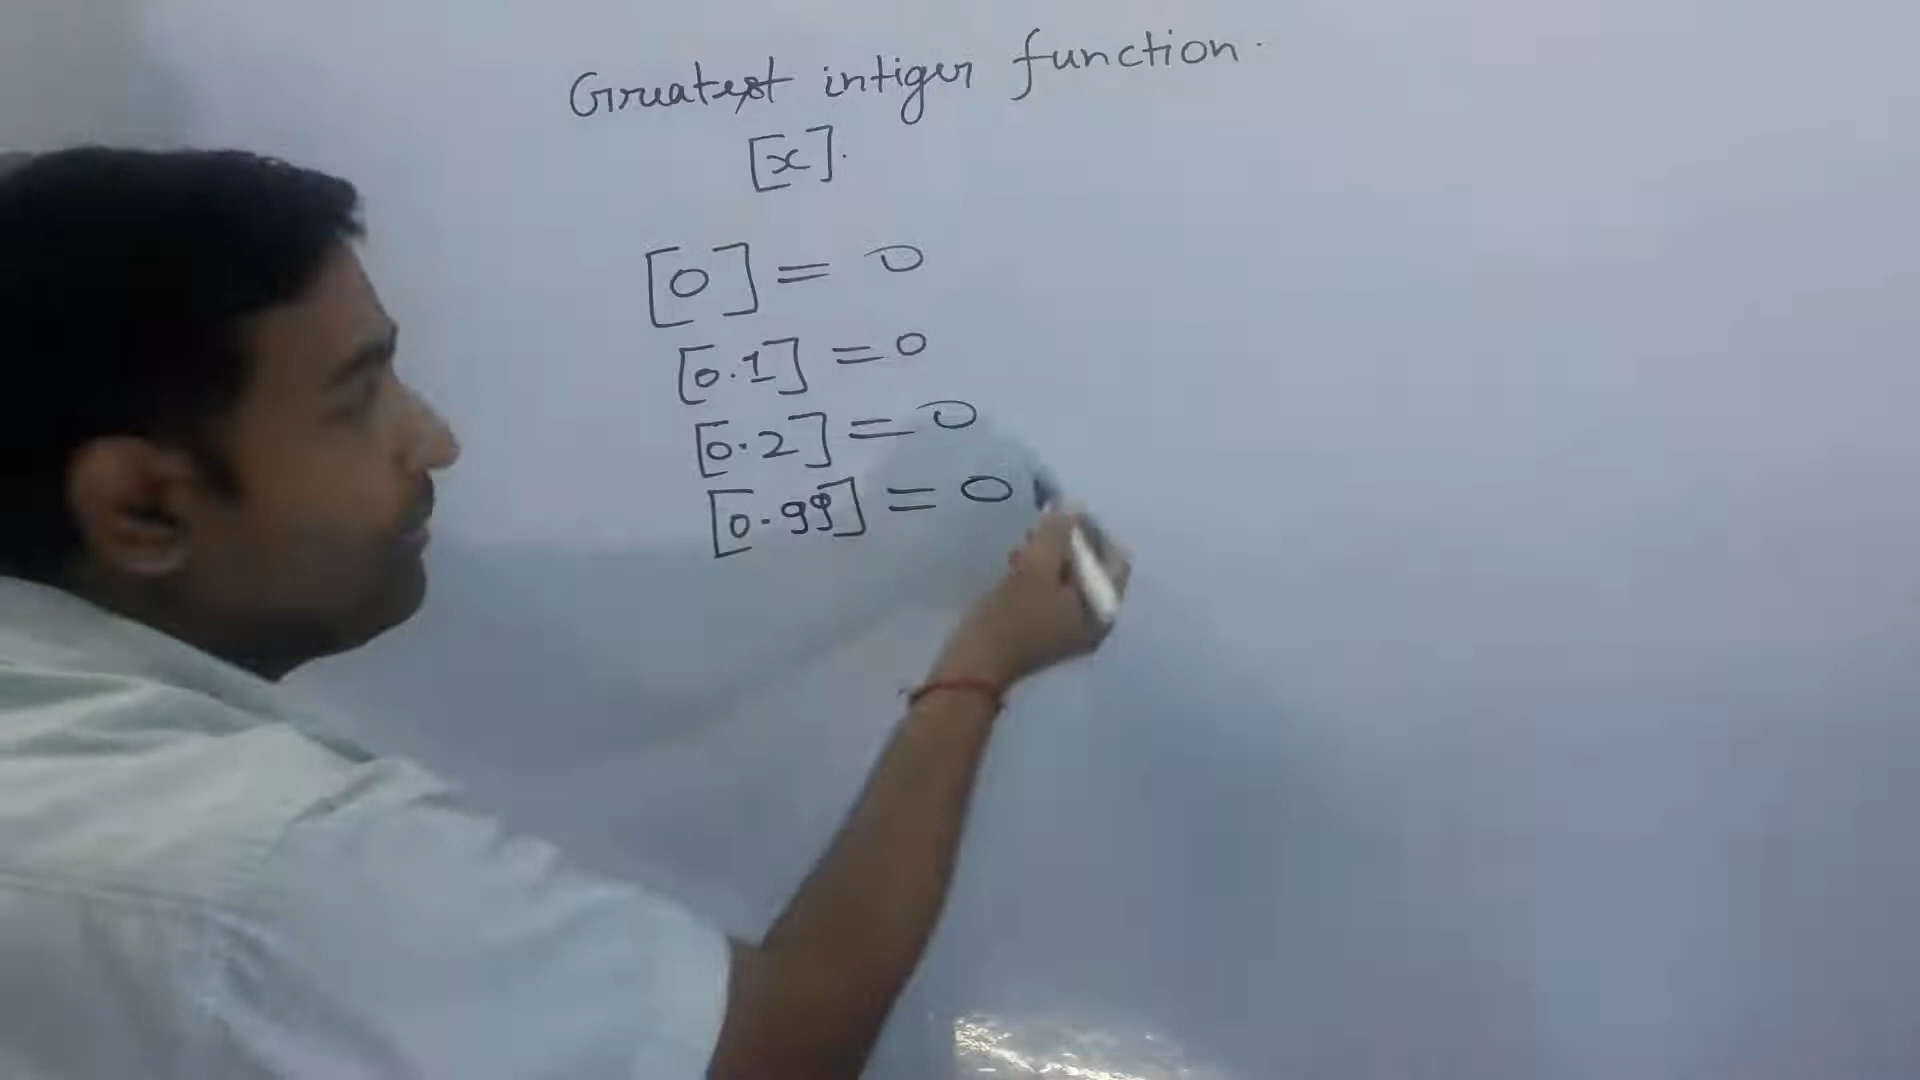 Greatest intiger function.
[x].
[0] = 0
[0.1] = 0
[0.2] = 0
[0.99] = 0